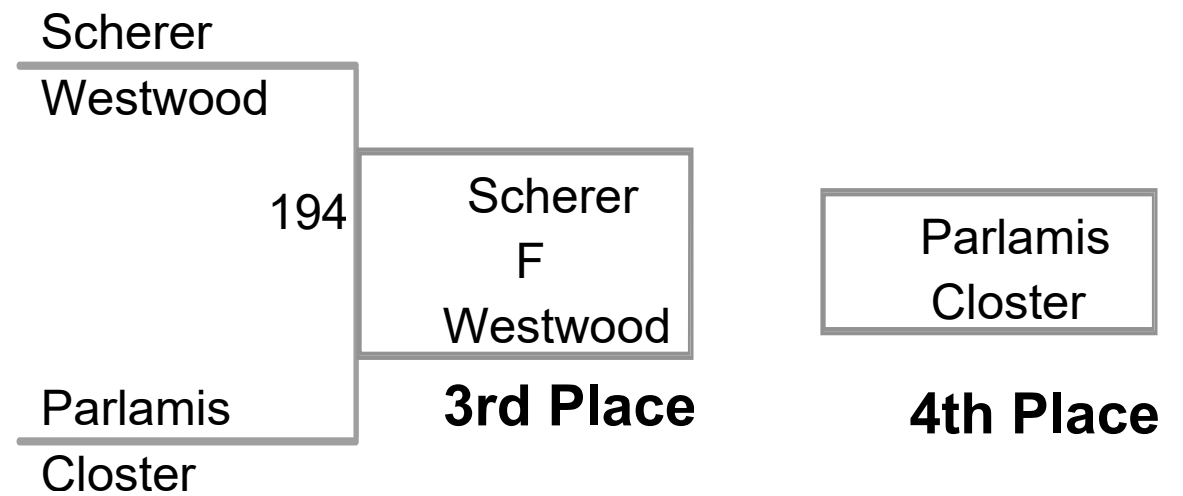 Scherer
Westwood
194
Scherer
F
Westwood
3rd Place
Parlamis
Closter
4th Place
Parlamis
Closter